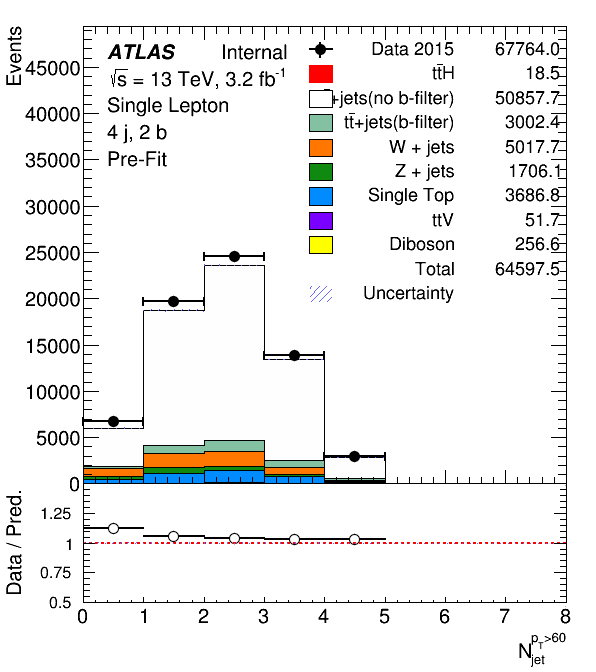 Events
ATLAS Internal
√s = 13 TeV, 3.2 fb-1
Single Lepton
4 j, 2 b
Pre-Fit
Data 2015 67764.0
tt̄H 18.5
+jets(no b-filter) 50857.7
tt̄+jets(b-filter) 3002.4
W + jets 5017.7
Z + jets 1706.1
Single Top 3686.8
ttV 51.7
Diboson 256.6
Total 64597.5
Uncertainty
45000
40000
35000
30000
25000
20000
15000
10000
5000
0
Data / Pred.
1.25
1
0.75
0.5
0 1 2 3 4 5 6 7 8
N jet pT>60